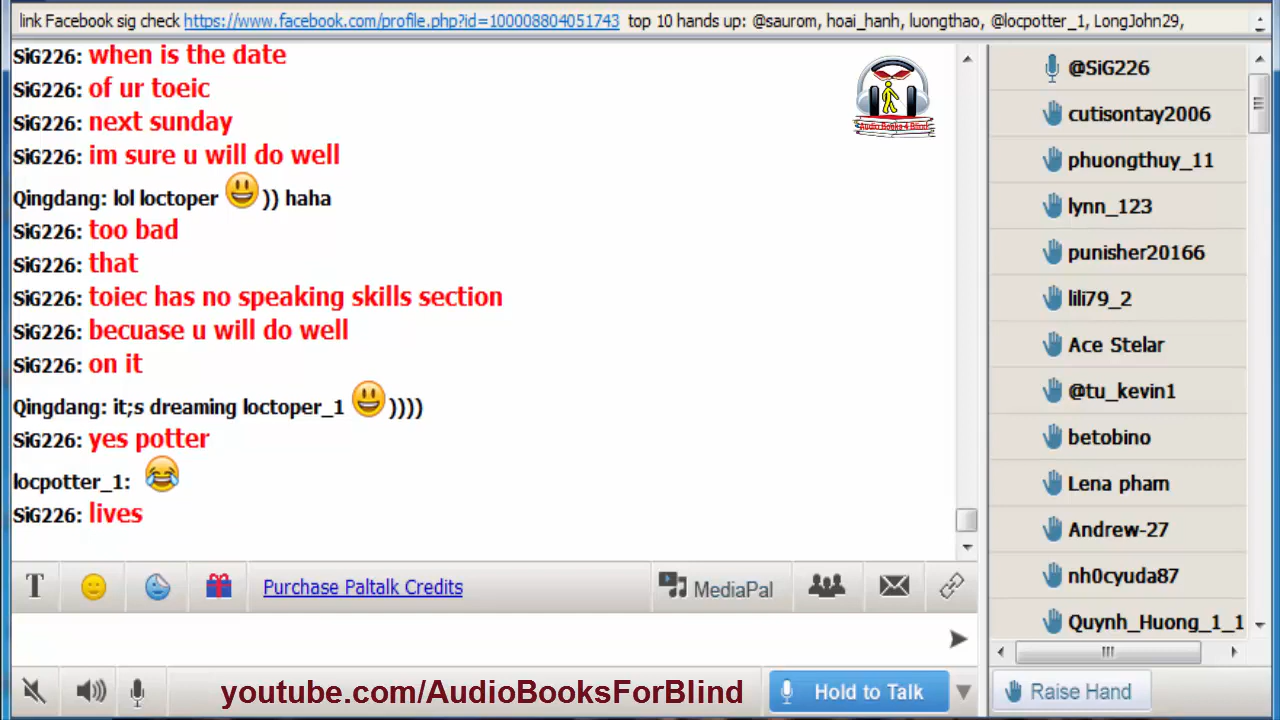 link Facebook sig check https://www.facebook.com/profile.php?id=100008804051743 top 10 hands up: @saurom, hoai_hanh, luongthao, @locpotter_1, LongJohn29,
SiG226: when is the date
SiG226: of ur toeic
SiG226: next sunday
SiG226: im sure u will do well
Qingdang: lol loctoper )) haha
SiG226: too bad
SiG226: that
SiG226: toiec has no speaking skills section
SiG226: becuase u will do well
SiG226: on it
Qingdang: it;s dreaming loctoper_1 ))))
SiG226: yes potter
locpotter_1:
SiG226: lives
Audio Books 4 Blind
@SiG226
cutisontay2006
phuongthuy_11
lynn_123
punisher20166
lili79_2
Ace Stelar
@tu_kevin1
betobino
Lena pham
Andrew-27
nh0cyuda87
Quynh_Huong_1_1
T
Purchase Paltalk Credits
MediaPal
youtube.com/AudioBooksForBlind
Hold to Talk
Raise Hand